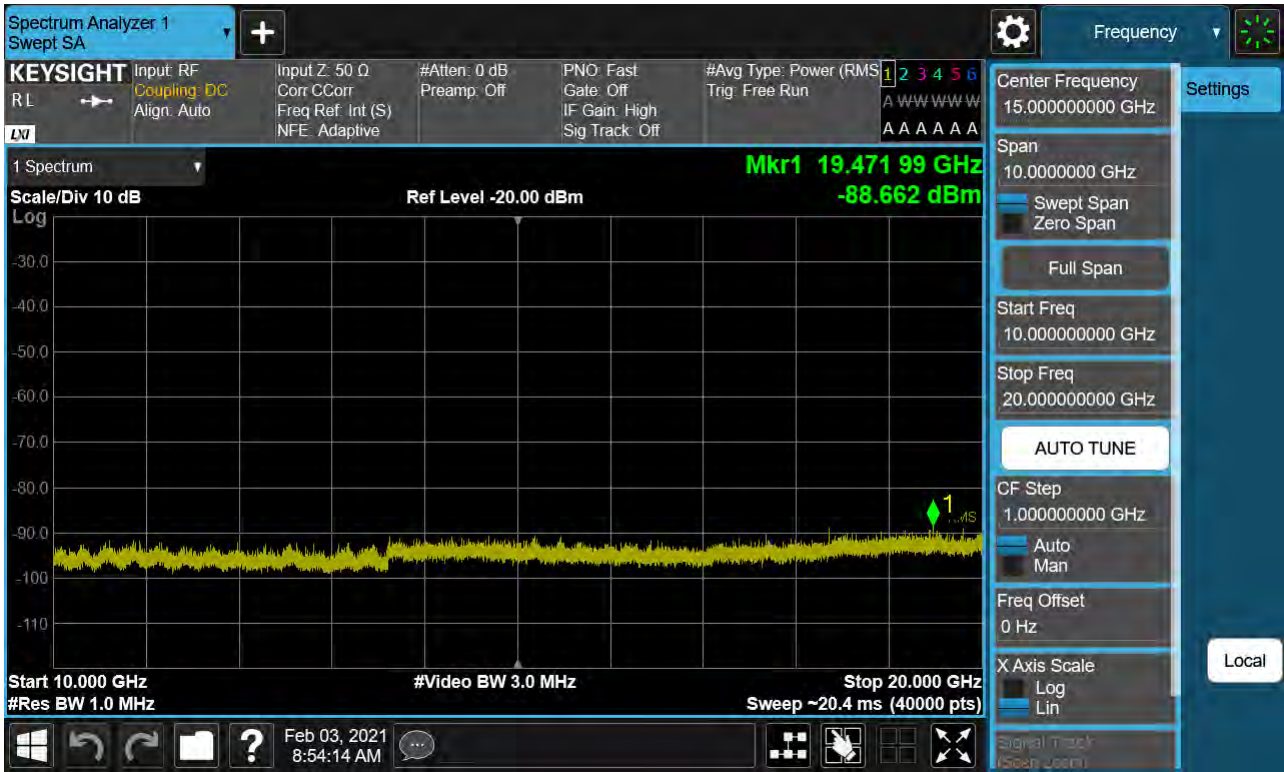 Spectrum Analyzer 1
Swept SA
Frequency
KEYSIGHT
RL
LXI
Input: RF
Coupling: DC
Align: Auto
Input Z: 50 Ω
Corr CCorr
Freq Ref: Int (S)
NFE: Adaptive
#Atten: 0 dB
Preamp: Off
PNO: Fast
Gate: Off
IF Gain: High
Sig Track: Off
#Avg Type: Power (RMS
Trig: Free Run
1 2 3 4 5 6
A W W W W W
A A A A A A
Center Frequency
15.000000000 GHz
Settings
Span
10.0000000 GHz
Swept Span
Zero Span
Full Span
Start Freq
10.000000000 GHz
Stop Freq
20.000000000 GHz
AUTO TUNE
CF Step
1.000000000 GHz
Auto
Man
Freq Offset
0 Hz
X Axis Scale
Log
Lin
Signal Track
(Span Zoom)
Local
1 Spectrum
Mkr1 19.471 99 GHz
-88.662 dBm
Scale/Div 10 dB
Ref Level -20.00 dBm
Log
-30.0
-40.0
-50.0
-60.0
-70.0
-80.0
-90.0
-100
-110
1
RMS
Start 10.000 GHz
#Video BW 3.0 MHz
Stop 20.000 GHz
#Res BW 1.0 MHz
Sweep ~20.4 ms (40000 pts)
Feb 03, 2021
8:54:14 AM